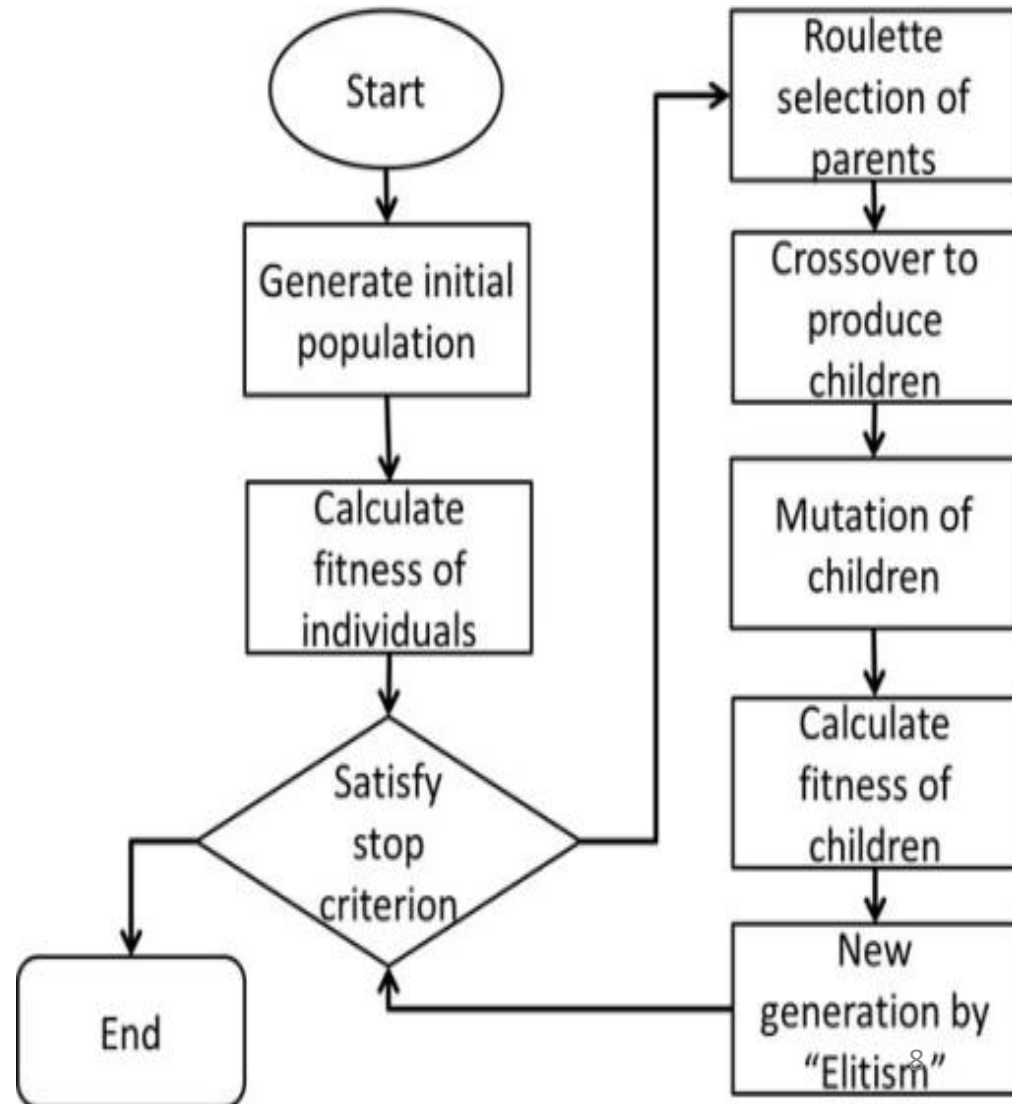 Start
Generate initial
population
Calculate
fitness of
individuals
Satisfy
stop
criterion
End
Roulette
selection of
parents
Crossover to
produce
children
Mutation of
children
Calculate
fitness of
children
New
generation by
“Elitism”
8